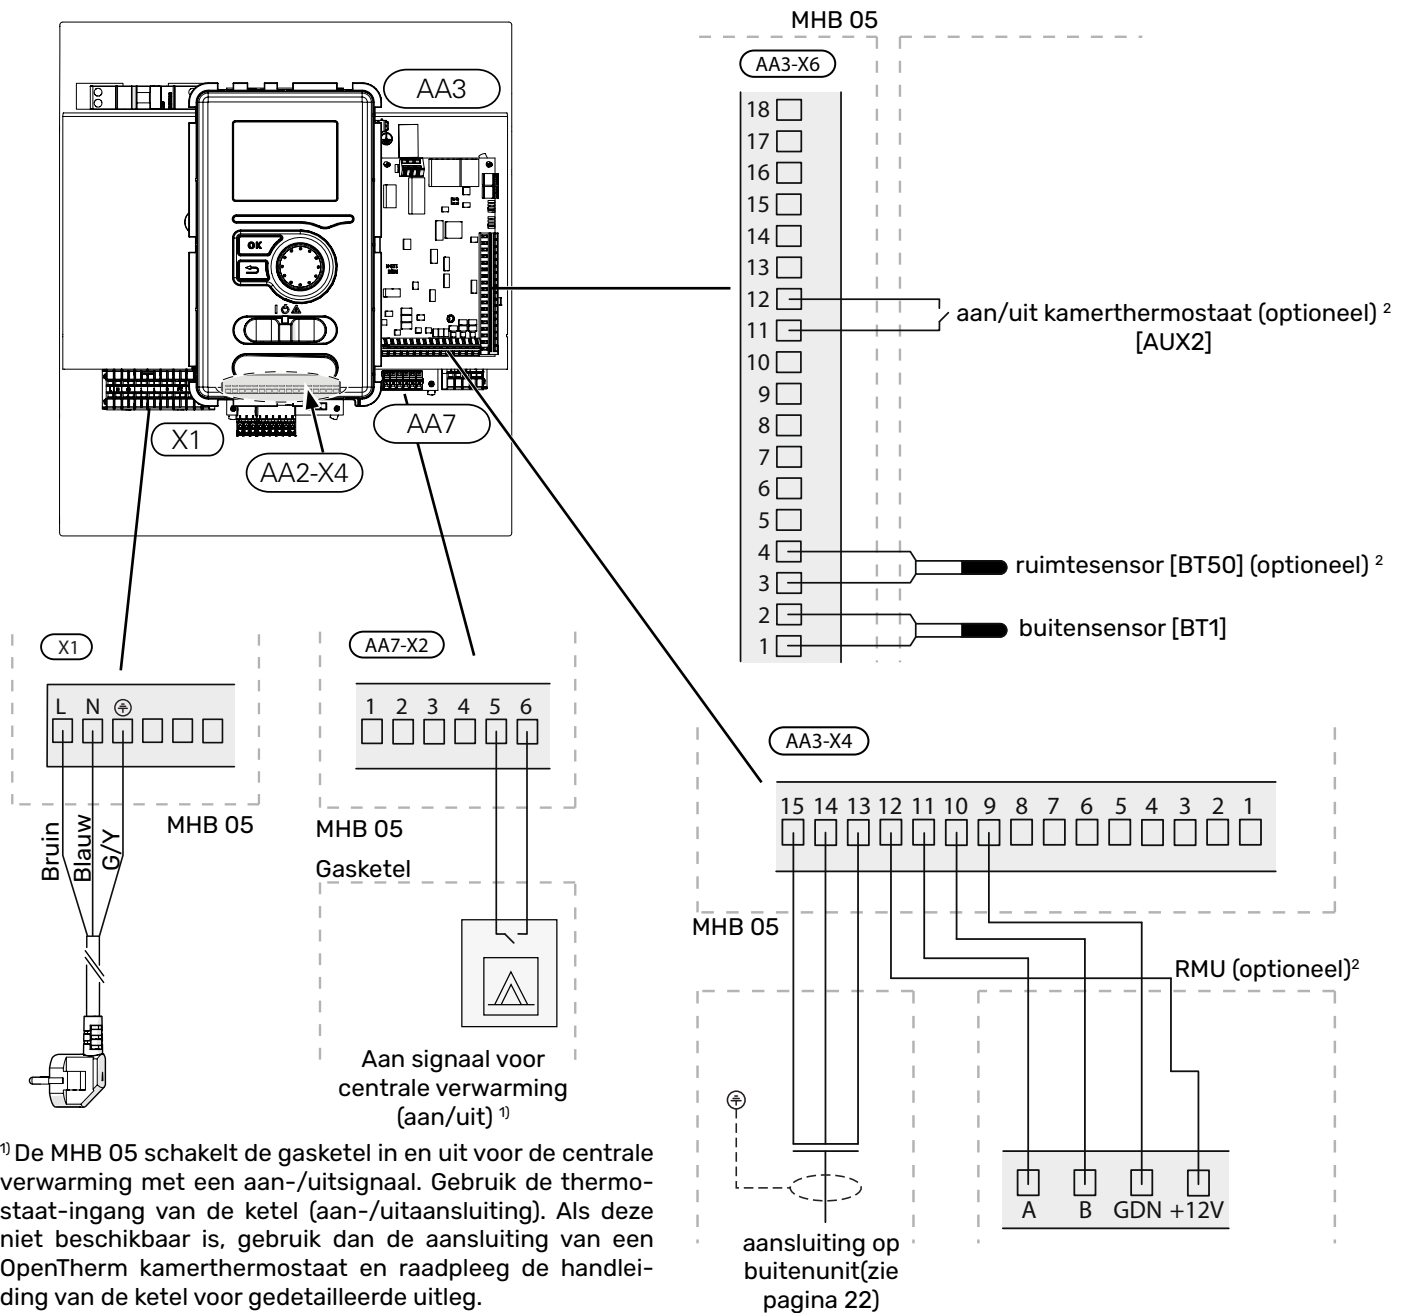 MHB 05
AA3
OK
X1
AA2-X4
AA7
AA3-X6
18
17
16
15
14
13
12
11
10
9
8
7
6
5
4
3
2
1
aan/uit kamerthermostaat (optioneel) ²
[AUX2]
ruimtesensor [BT50] (optioneel) ²
buitensensor [BT1]
X1
L N
Bruin
Blauw
G/Y
MHB 05
AA7-X2
1 2 3 4 5 6
MHB 05
Gasketel
Aan signaal voor
centrale verwarming
(aan/uit) ¹⁾
AA3-X4
15 14 13 12 11 10 9 8 7 6 5 4 3 2 1
MHB 05
RMU (optioneel)²
A B GDN +12V
aansluiting op
buitenunit(zie
pagina 22)
¹⁾ De MHB 05 schakelt de gasketel in en uit voor de centrale
verwarming met een aan-/uitsignaal. Gebruik de thermo-
staat-ingang van de ketel (aan-/uitaansluiting). Als deze
niet beschikbaar is, gebruik dan de aansluiting van een
OpenTherm kamerthermostaat en raadpleeg de handlei-
ding van de ketel voor gedetailleerde uitleg.